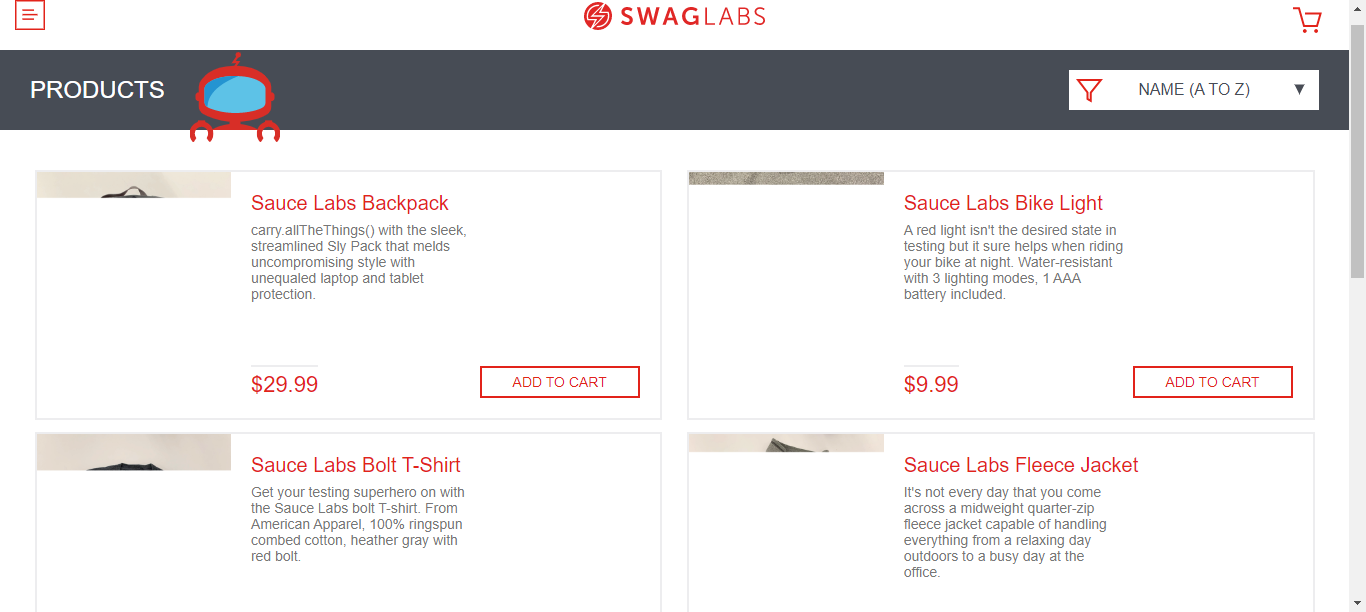 SWAGLABS
PRODUCTS
NAME (A TO Z)
Sauce Labs Backpack
carry.allTheThings() with the sleek,
streamlined Sly Pack that melds
uncompromising style with
unequaled laptop and tablet
protection.
$29.99
ADD TO CART
Sauce Labs Bike Light
A red light isn't the desired state in
testing but it sure helps when riding
your bike at night. Water-resistant
with 3 lighting modes, 1 AAA
battery included.
$9.99
ADD TO CART
Sauce Labs Bolt T-Shirt
Get your testing superhero on with
the Sauce Labs bolt T-shirt. From
American Apparel, 100% ringspun
combed cotton, heather gray with
red bolt.
Sauce Labs Fleece Jacket
It's not every day that you come
across a midweight quarter-zip
fleece jacket capable of handling
everything from a relaxing day
outdoors to a busy day at the
office.